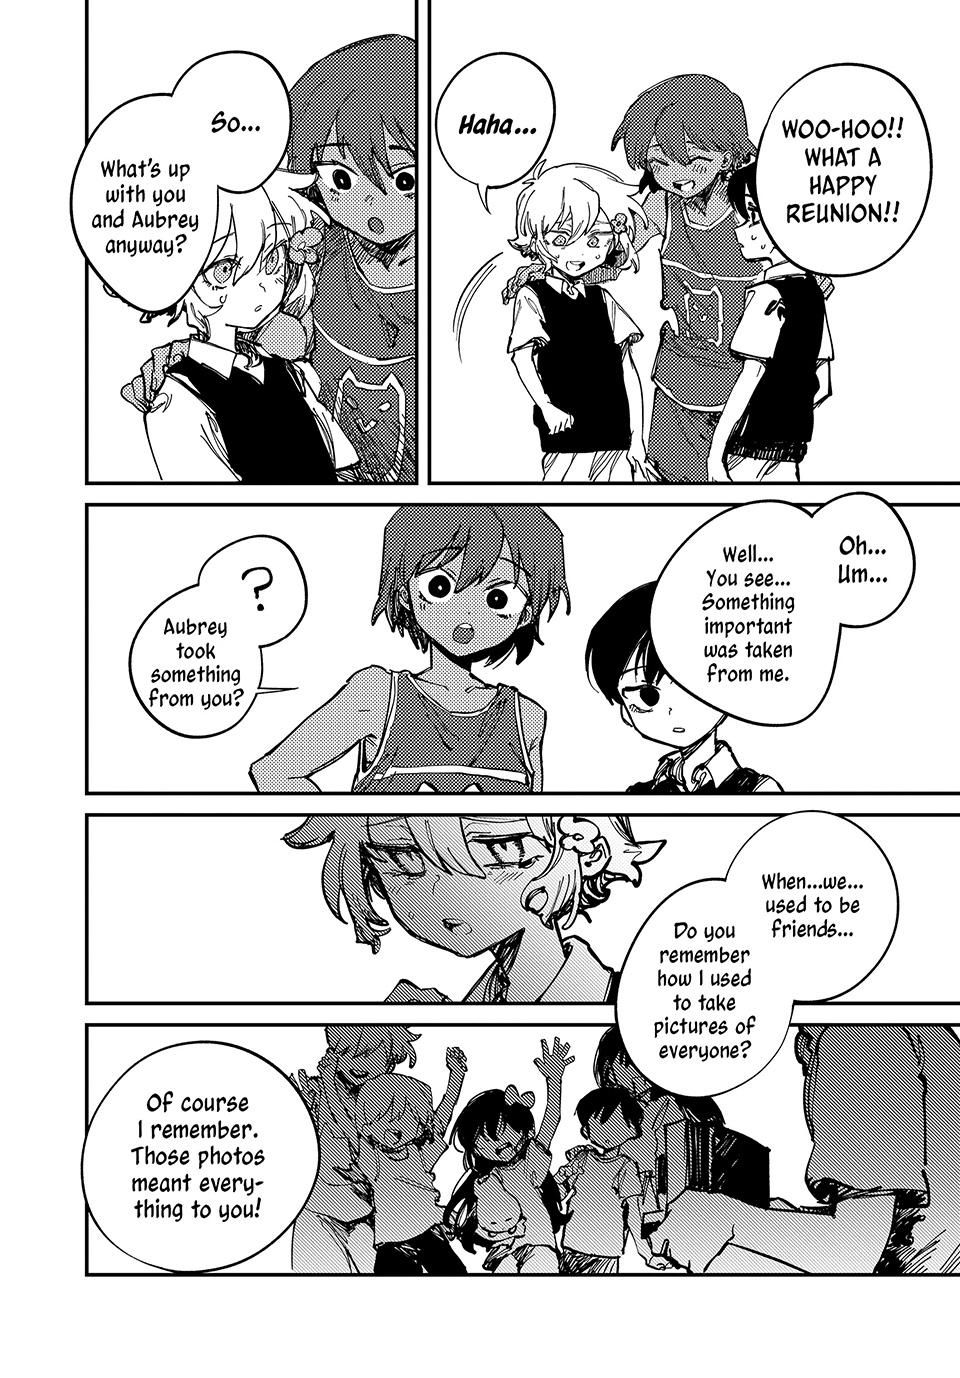 WOO-HOO!!
WHAT A
HAPPY
REUNION!!
Haha...
So...
What's up
with you
and Aubrey
anyway?
Oh...
Um...
Well...
You see...
Something
important
was taken
from me.
?
Aubrey
took
something
from you?
When...we...
used to be
friends...
Do you
remember
how I used
to take
pictures of
everyone?
Of course
I remember.
Those photos
meant every-
thing to you!